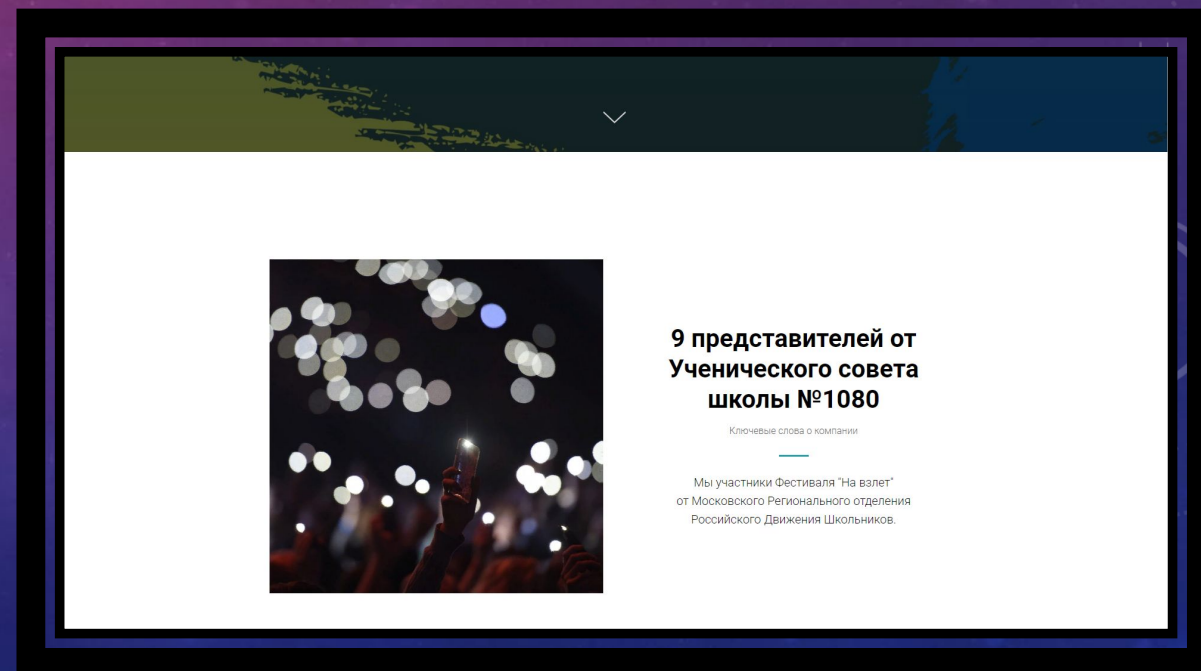 9 представителей от
Ученического совета
школы №1080
Ключевые слова о компании
Мы участники Фестиваля "На взлет"
от Московского Регионального отделения
Российского Движения Школьников.